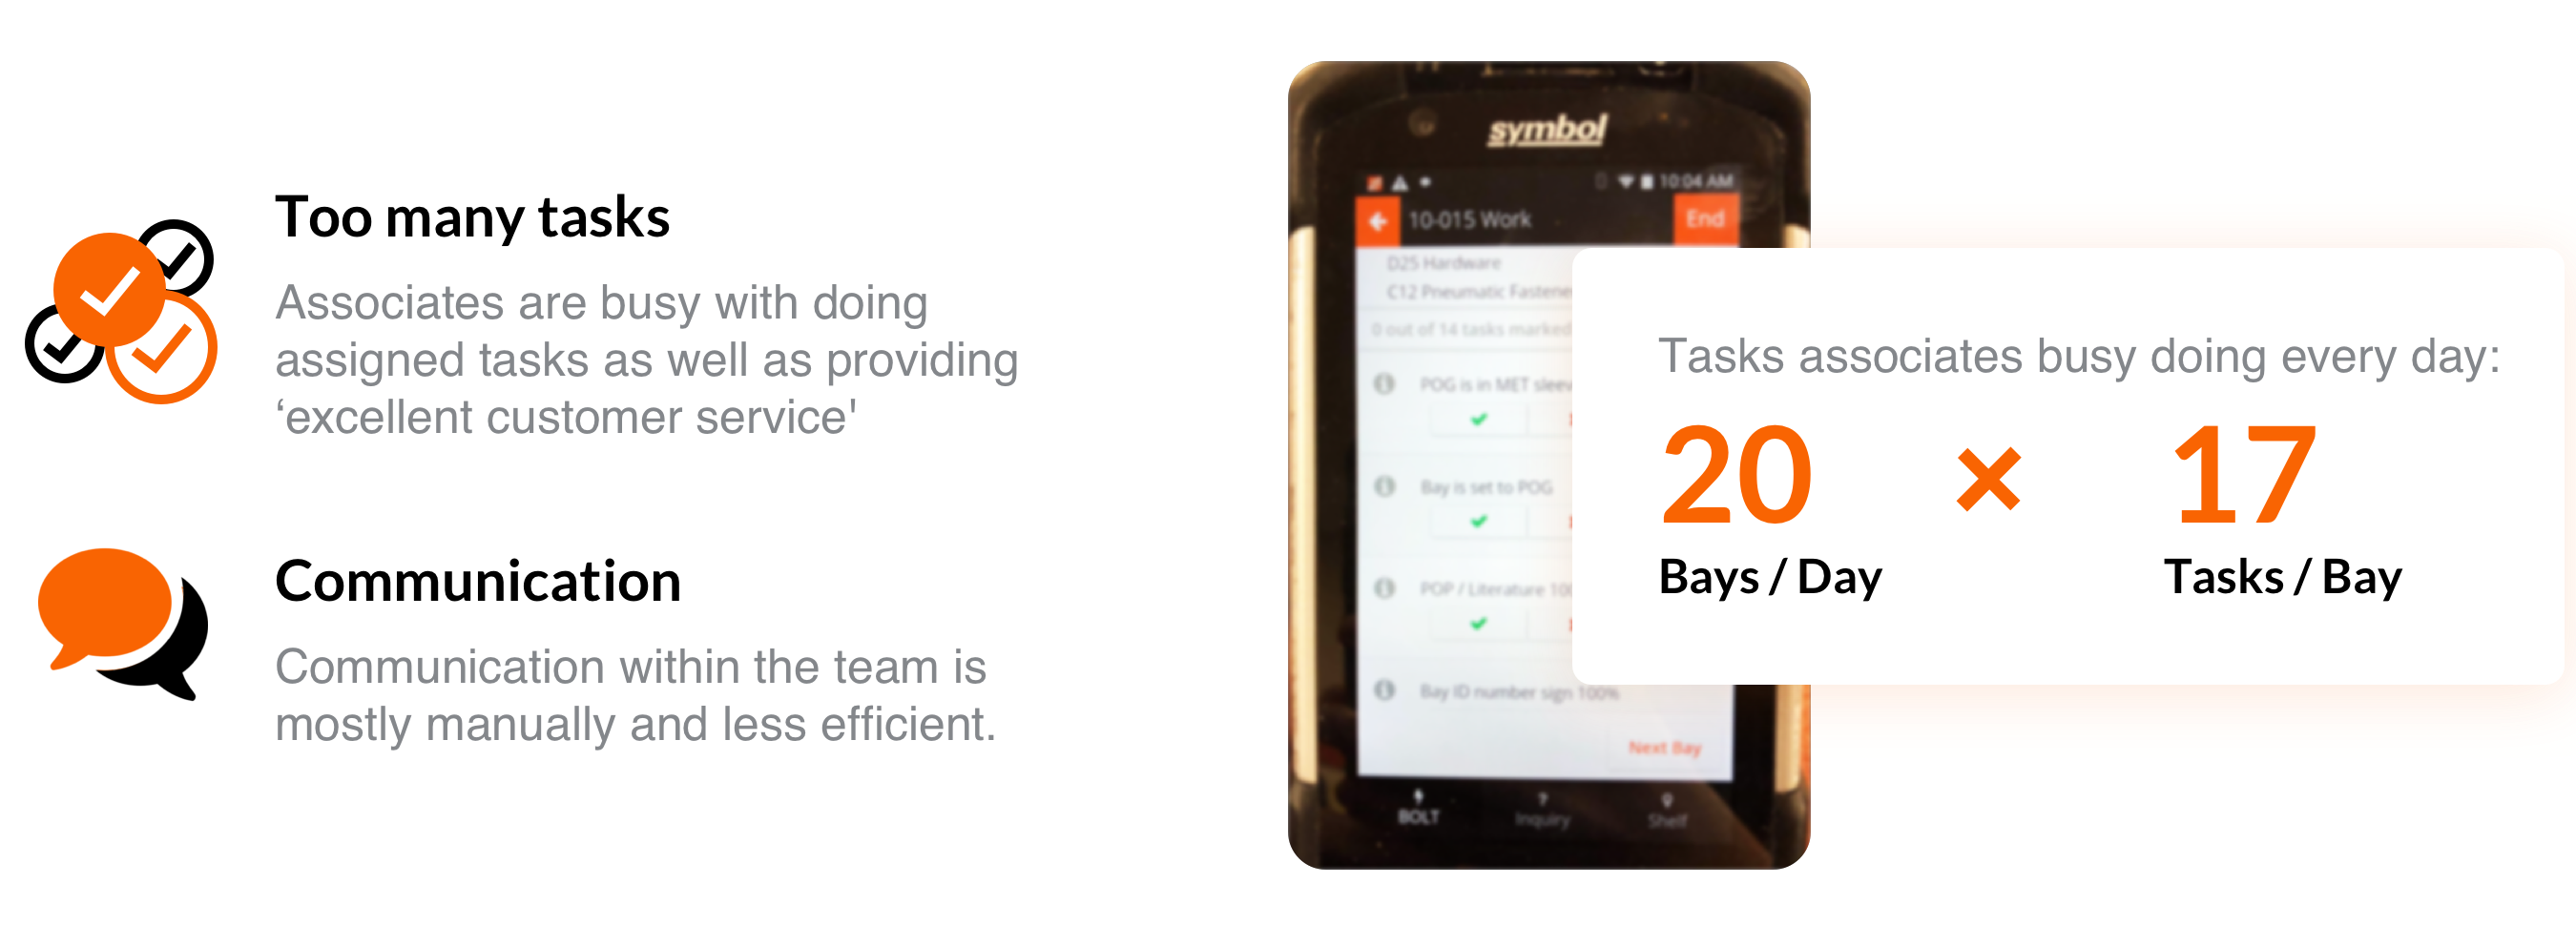 Too many tasks
Associates are busy with doing
assigned tasks as well as providing
‘excellent customer service'
Communication
Communication within the team is
mostly manually and less efficient.
symbol
10:04 AM
10-015 Work
End
D25 Hardware
C12 Pneumatic Fastene
0 out of 14 tasks marked
POG is in MET sleev
Bay is set to POG
POP / Literature 10
Bay ID number sign 100%
Next Bay
BOLT
? Inquiry
Shelf
Tasks associates busy doing every day:
20 × 17
Bays / Day Tasks / Bay